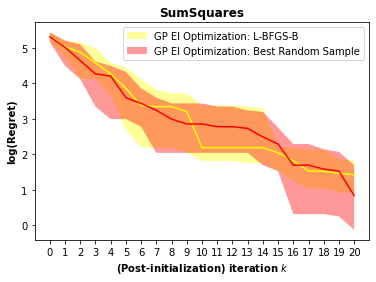 SumSquares
GP EI Optimization: L-BFGS-B
GP EI Optimization: Best Random Sample
log(Regret)
5
4
3
2
1
0
0 1 2 3 4 5 6 7 8 9 10 11 12 13 14 15 16 17 18 19 20
(Post-initialization) iteration k